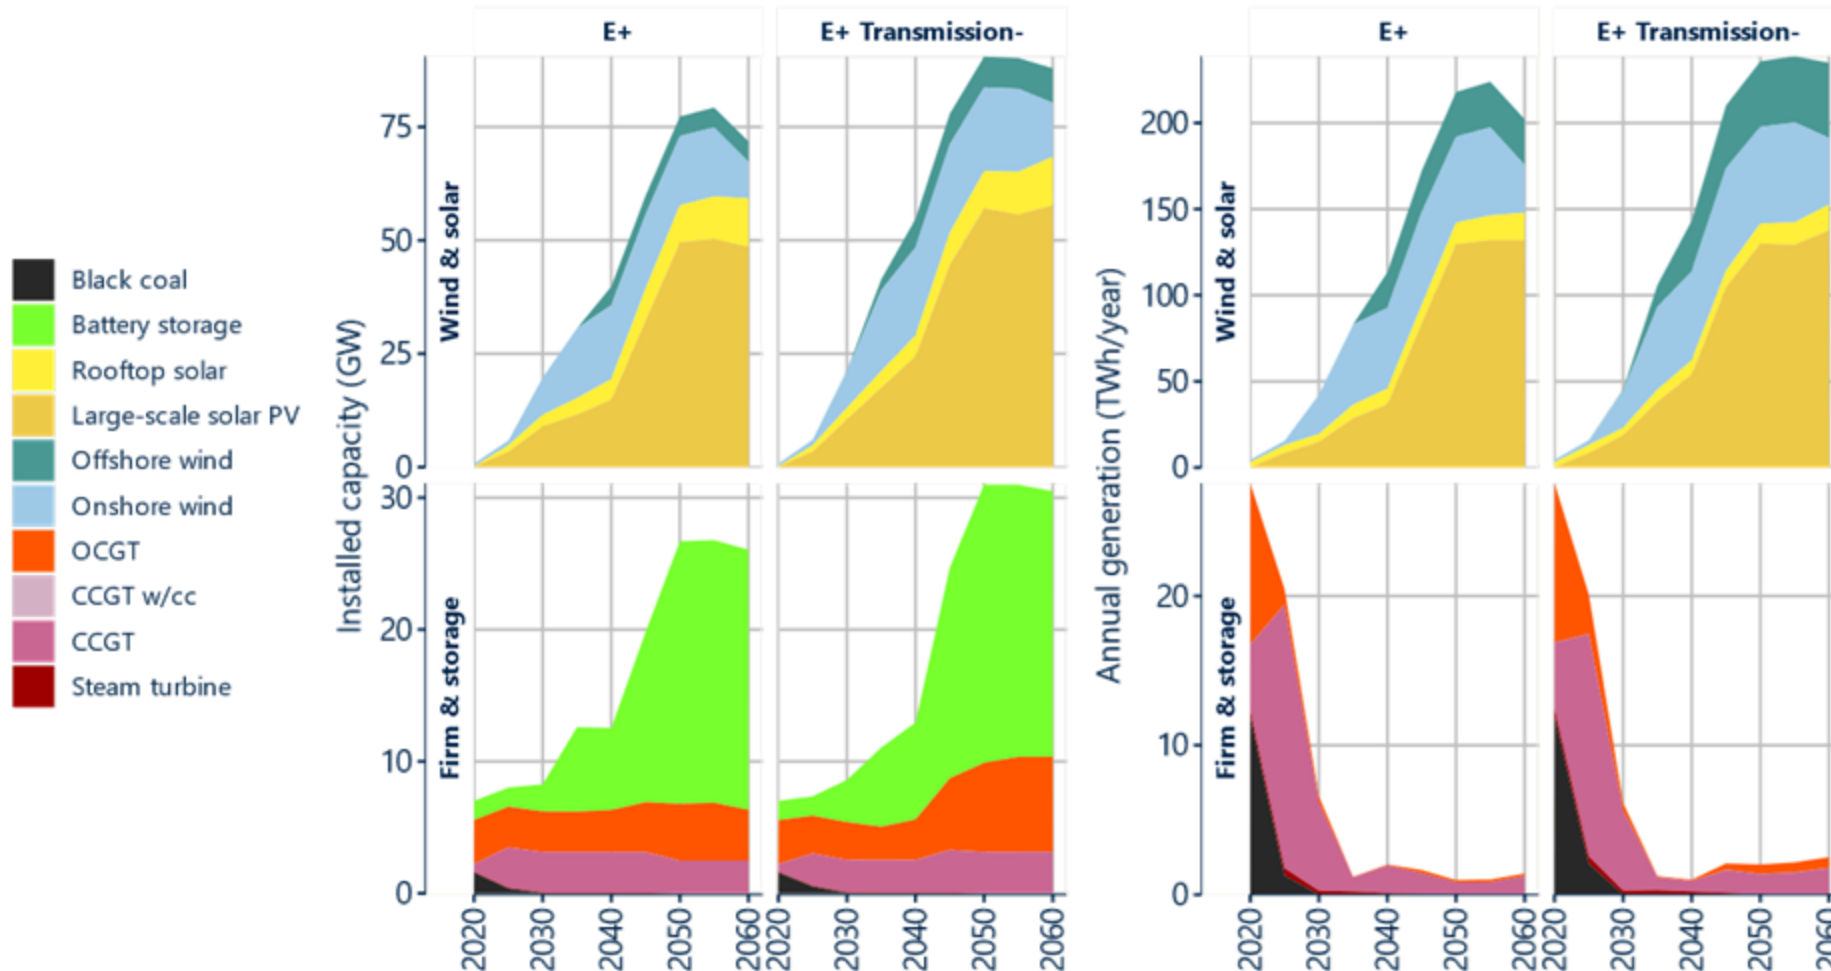 E+
E+ Transmission-
E+
E+ Transmission-
Black coal
Battery storage
Rooftop solar
Large-scale solar PV
Offshore wind
Onshore wind
OCGT
CCGT w/cc
CCGT
Steam turbine
Installed capacity (GW)
Wind & solar
75
50
25
0
Firm & storage
30
20
10
0
2020
2030
2040
2050
2060
2020
2030
2040
2050
2060
Annual generation (TWh/year)
Wind & solar
200
150
100
50
0
Firm & storage
20
10
0
2020
2030
2040
2050
2060
2020
2030
2040
2050
2060